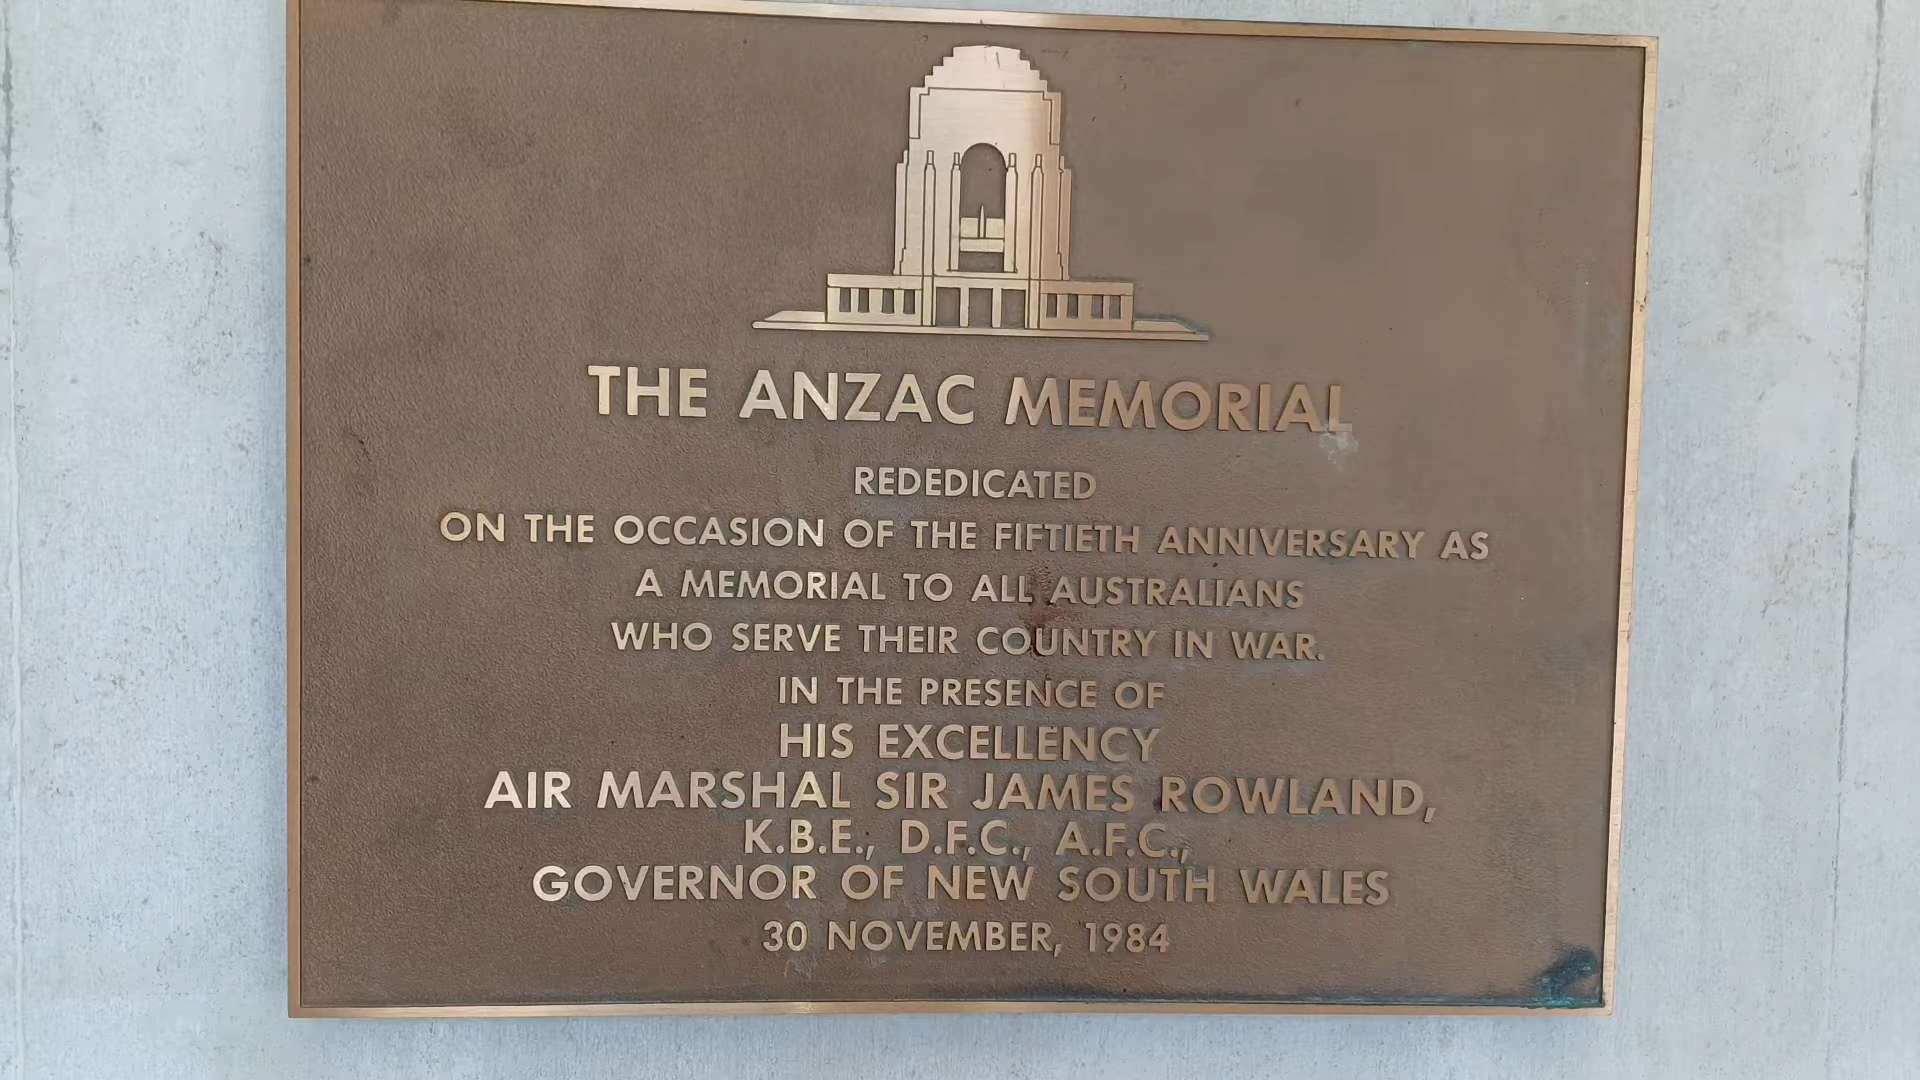 THE ANZAC MEMORIAL
REDEDICATED
ON THE OCCASION OF THE FIFTIETH ANNIVERSARY AS
A MEMORIAL TO ALL AUSTRALIANS
WHO SERVE THEIR COUNTRY IN WAR.
IN THE PRESENCE OF
HIS EXCELLENCY
AIR MARSHAL SIR JAMES ROWLAND,
K.B.E., D.F.C., A.F.C.,
GOVERNOR OF NEW SOUTH WALES
30 NOVEMBER, 1984